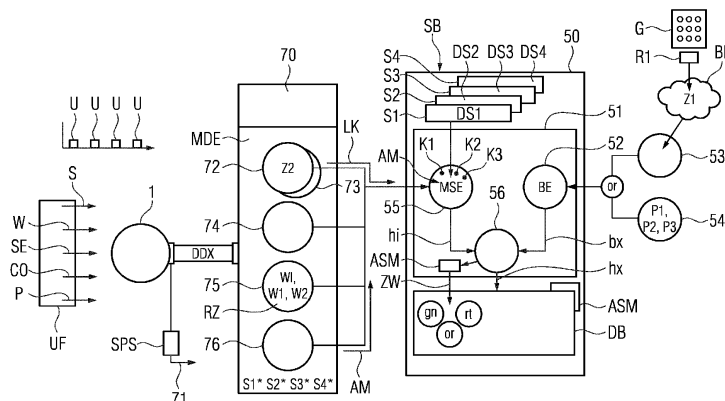 U U U U
S
W
SE
CO
P
UF
1
DDX
SPS
71
70
MDE
72
Z2
73
74
75
WI,
W1, W2
RZ
76
S1* S2* S3* S4*
LK
AM
SB
50
S4
S3
S2
S1
DS2 DS3 DS4
DS1
51
K1
K2
K3
AM
MSE
55
52
BE
56
hi
bx
ASM
ZW
hx
gn
rt
or
ASM
DB
G
R1
BI
Z1
53
or
P1,
P2, P3
54